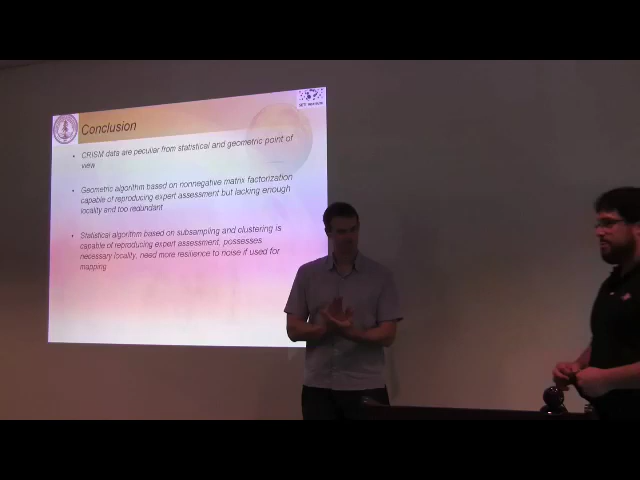 Conclusion
SETI INSTITUTE
• CRISM data are peculiar from statistical and geometric point of
view
• Geometric algorithm based on nonnegative matrix factorization
capable of reproducing expert assessment but lacking enough
locality and too redundant
• Statistical algorithm based on subsampling and clustering is
capable of reproducing expert assessment, possesses
necessary locality, need more resilience to noise if used for
mapping